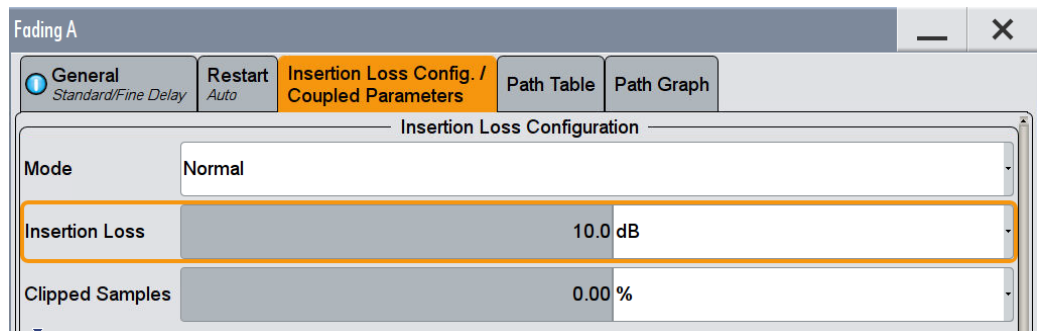 Fading A
General
Standard/Fine Delay
Restart
Auto
Insertion Loss Config. /
Coupled Parameters
Path Table
Path Graph
Insertion Loss Configuration
Mode Normal
Insertion Loss 10.0 dB
Clipped Samples 0.00 %